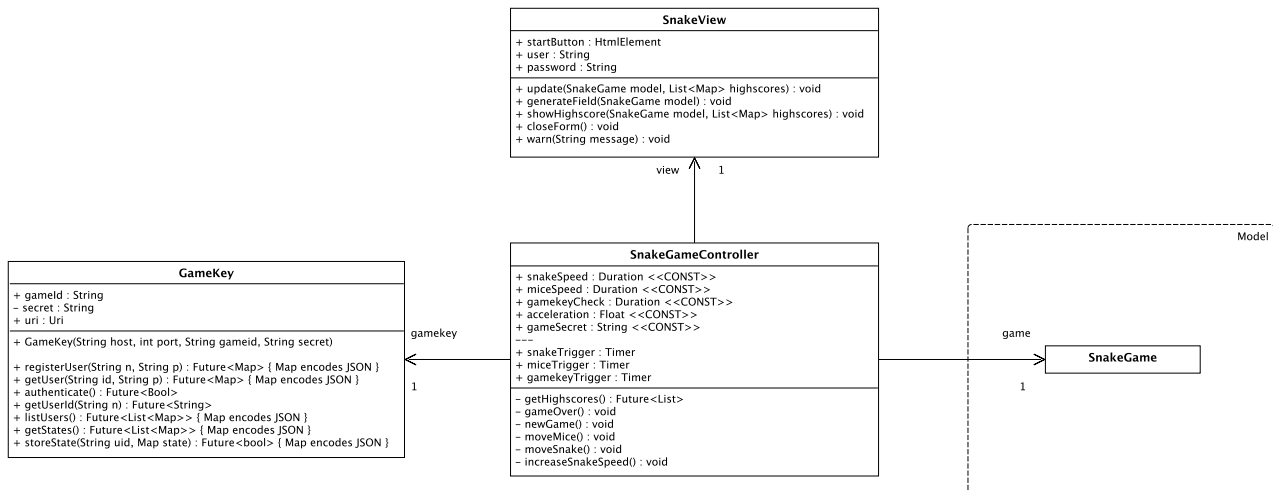 SnakeView
+ startButton : HtmlElement
+ user : String
+ password : String
+ update(SnakeGame model, List<Map> highscores) : void
+ generateField(SnakeGame model) : void
+ showHighscore(SnakeGame model, List<Map> highscores) : void
+ closeForm() : void
+ warn(String message) : void
view 1
Model
GameKey
+ gameId : String
– secret : String
+ uri : Uri
+ GameKey(String host, int port, String gameid, String secret)
+ registerUser(String n, String p) : Future<Map> { Map encodes JSON }
+ getUser(String id, String p) : Future<Map> { Map encodes JSON }
+ authenticate() : Future<Bool>
+ getUserId(String n) : Future<String>
+ listUsers() : Future<List<Map>> { Map encodes JSON }
+ getStates() : Future<List<Map>> { Map encodes JSON }
+ storeState(String uid, Map state) : Future<bool> { Map encodes JSON }
gamekey
1
SnakeGameController
+ snakeSpeed : Duration <<CONST>>
+ miceSpeed : Duration <<CONST>>
+ gamekeyCheck : Duration <<CONST>>
+ acceleration : Float <<CONST>>
+ gameSecret : String <<CONST>>
---
+ snakeTrigger : Timer
+ miceTrigger : Timer
+ gamekeyTrigger : Timer
– getHighscores() : Future<List>
– gameOver() : void
– newGame() : void
– moveMice() : void
– moveSnake() : void
– increaseSnakeSpeed() : void
game
1
SnakeGame